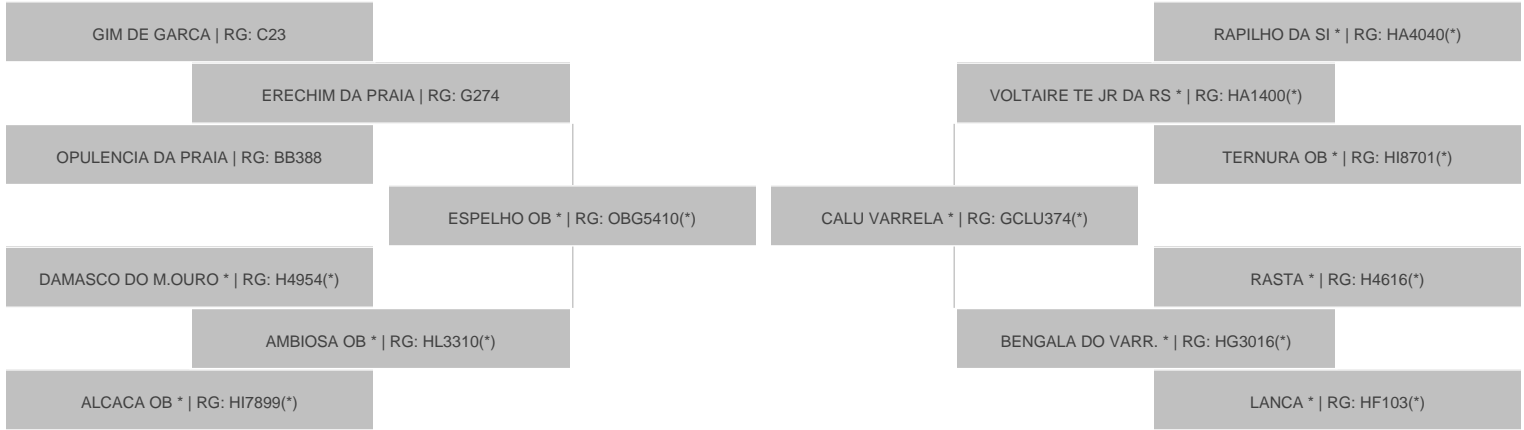 GIM DE GARCA | RG: C23
RAPILHO DA SI * | RG: HA4040(*)
ERECHIM DA PRAIA | RG: G274
VOLTAIRE TE JR DA RS * | RG: HA1400(*)
OPULENCIA DA PRAIA | RG: BB388
TERNURA OB * | RG: HI8701(*)
ESPELHO OB * | RG: OBG5410(*)
CALU VARRELA * | RG: GCLU374(*)
DAMASCO DO M.OURO * | RG: H4954(*)
RASTA * | RG: H4616(*)
AMBIOSA OB * | RG: HL3310(*)
BENGALA DO VARR. * | RG: HG3016(*)
ALCACA OB * | RG: HI7899(*)
LANCA * | RG: HF103(*)